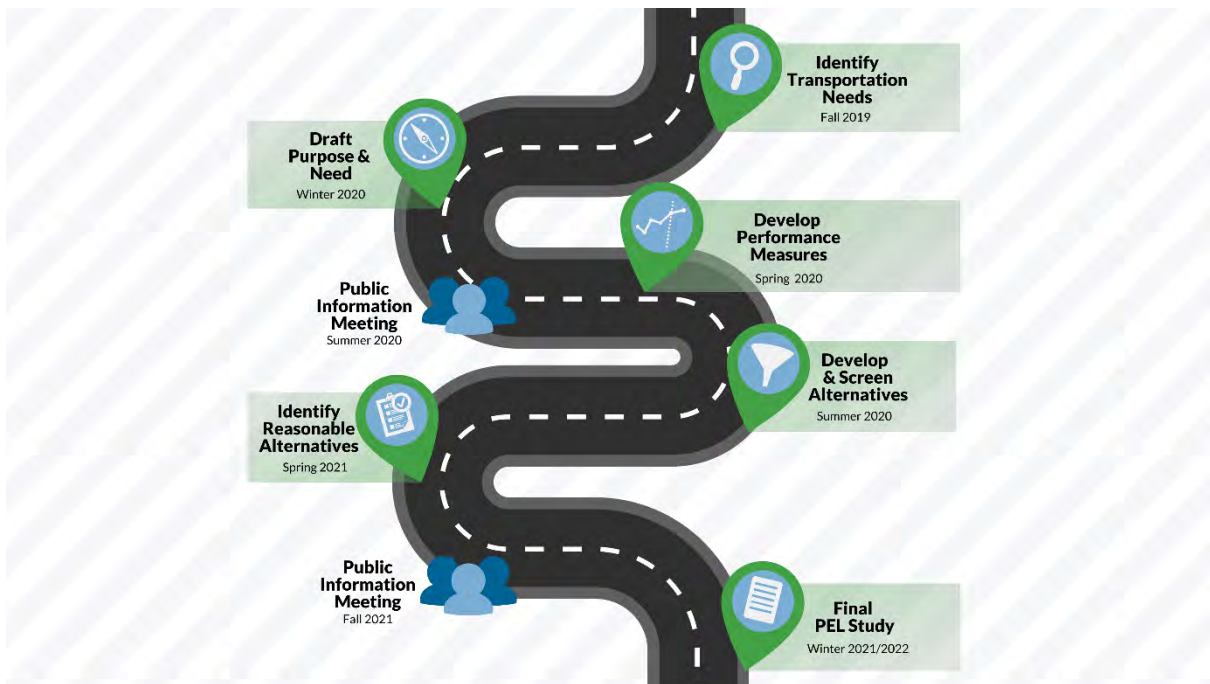 Identify
Transportation
Needs
Fall 2019
Draft
Purpose &
Need
Winter 2020
Develop
Performance
Measures
Spring 2020
Public
Information
Meeting
Summer 2020
Develop
& Screen
Alternatives
Summer 2020
Identify
Reasonable
Alternatives
Spring 2021
Public
Information
Meeting
Fall 2021
Final
PEL Study
Winter 2021/2022